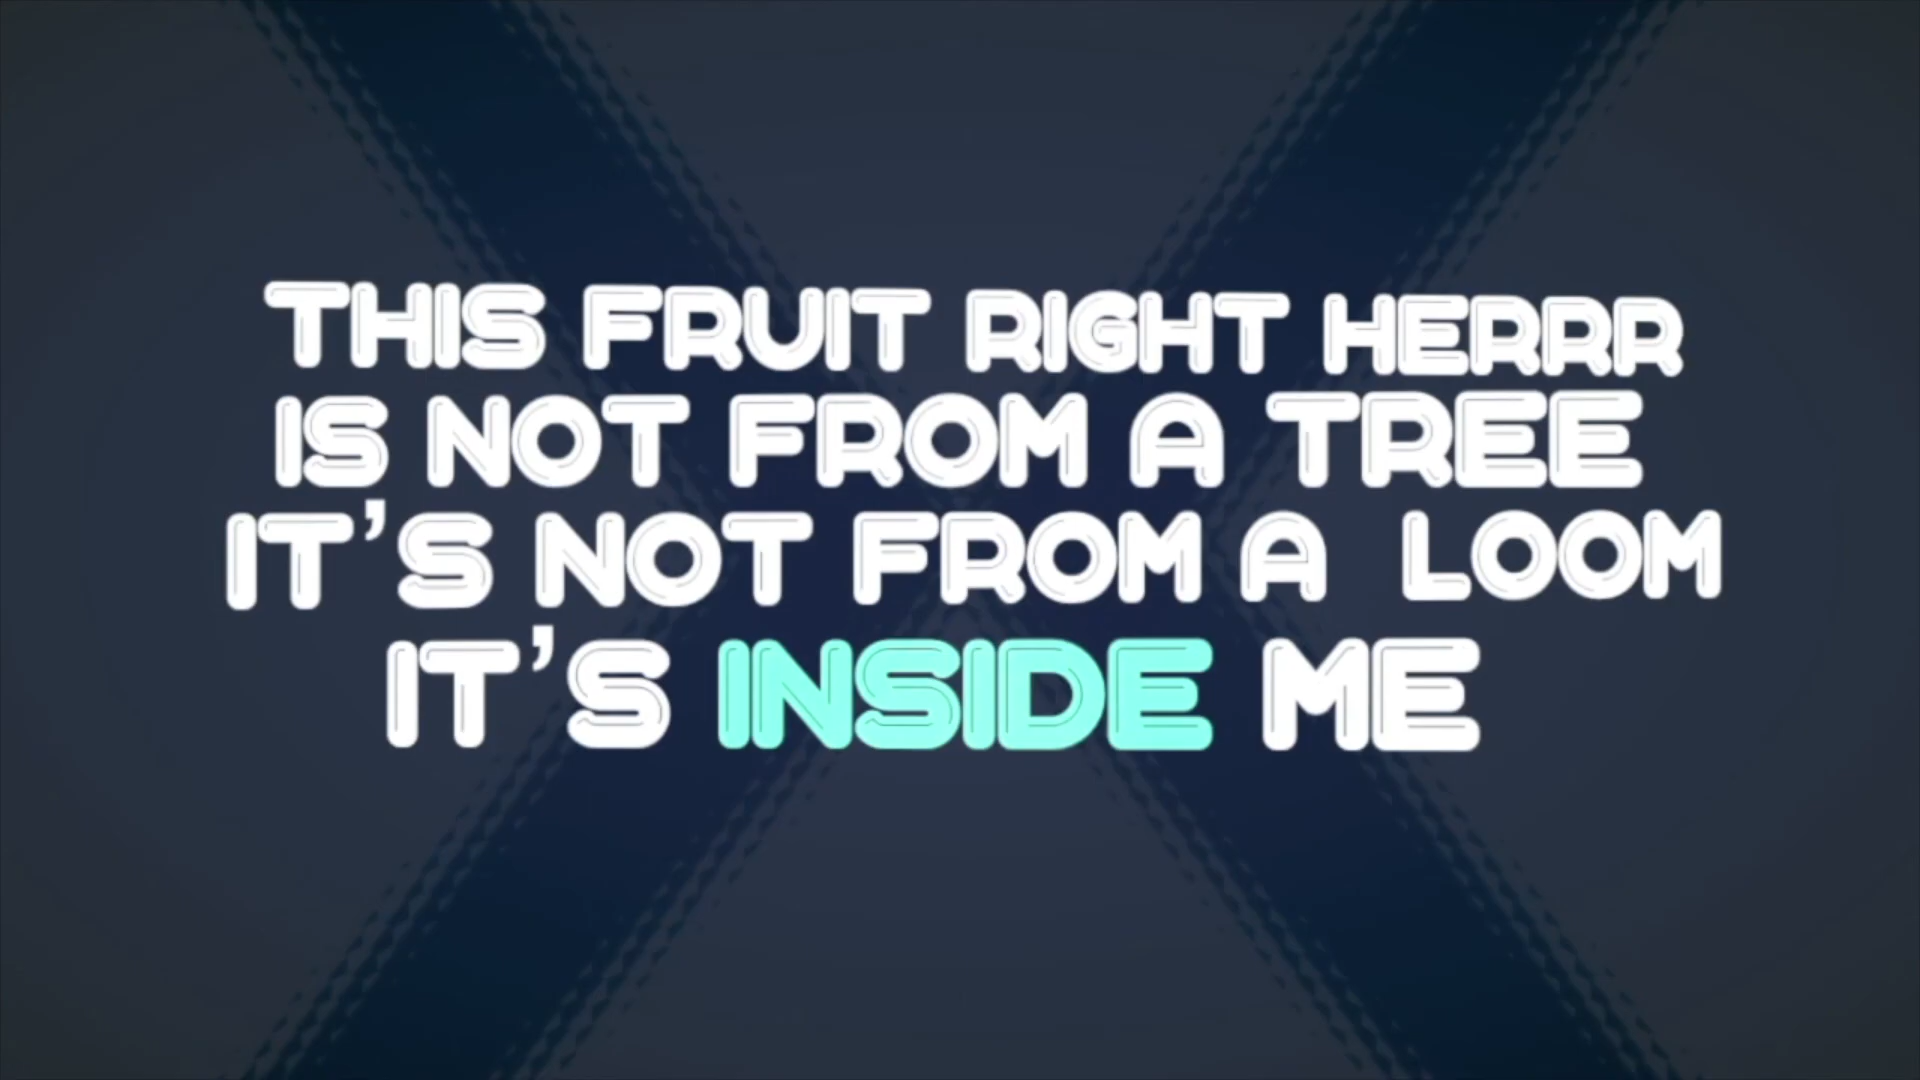 THIS FRUIT RIGHT HERRR
IS NOT FROM A TREE
IT'S NOT FROM A LOOM
IT'S INSIDE ME